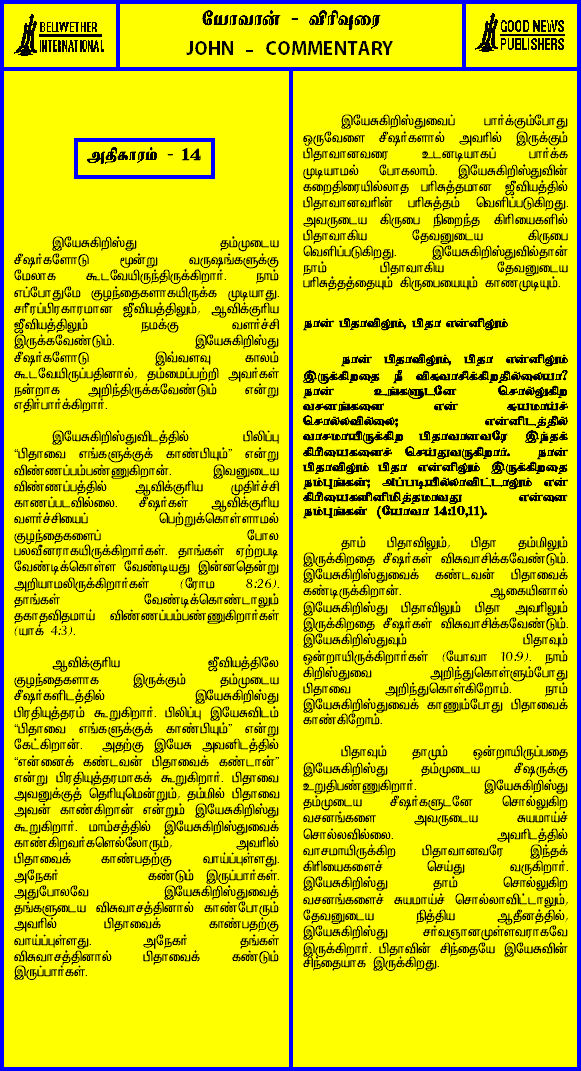 BELLWETHER
INTERNATIONAL
யோவான் - விரிவுரை
JOHN - COMMENTARY
GOOD NEWS
PUBLISHERS
அதிகாரம் - 14
இயேசுகிறிஸ்து தம்முடைய
சீஷர்களோடு மூன்று வருஷங்களுக்கு
மேலாக கூடவேயிருந்திருக்கிறார். நாம்
எப்போதுமே குழந்தைகளாகயிருக்க முடியாது.
சரீரப்பிரகாரமான ஜீவியத்திலும், ஆவிக்குரிய
ஜீவியத்திலும் நமக்கு வளர்ச்சி
இருக்கவேண்டும். இயேசுகிறிஸ்து
சீஷர்களோடு இவ்வளவு காலம்
கூடவேயிருப்பதினால், தம்மைப்பற்றி அவர்கள்
நன்றாக அறிந்திருக்கவேண்டும் என்று
எதிர்பார்க்கிறார்.
இயேசுகிறிஸ்துவிடத்தில் பிலிப்பு
“பிதாவை எங்களுக்குக் காண்பியும்” என்று
விண்ணப்பம்பண்ணுகிறான். இவனுடைய
விண்ணப்பத்தில் ஆவிக்குரிய முதிர்ச்சி
காணப்படவில்லை. சீஷர்கள் ஆவிக்குரிய
வளர்ச்சியைப் பெற்றுக்கொள்ளாமல்
குழந்தைகளைப் போல
பலவீனராகயிருக்கிறார்கள். தாங்கள் ஏற்றபடி
வேண்டிக்கொள்ள வேண்டியது இன்னதென்று
அறியாமலிருக்கிறார்கள் (ரோம 8:26).
தாங்கள் வேண்டிக்கொண்டாலும்
தகாதவிதமாய் விண்ணப்பம்பண்ணுகிறார்கள்
(யாக் 4:3).
ஆவிக்குரிய ஜீவியத்திலே
குழந்தைகளாக இருக்கும் தம்முடைய
சீஷர்களிடத்தில் இயேசுகிறிஸ்து
பிரதியுத்தரம் கூறுகிறார். பிலிப்பு இயேசுவிடம்
“பிதாவை எங்களுக்குக் காண்பியும்” என்று
கேட்கிறான். அதற்கு இயேசு அவனிடத்தில்
“என்னைக் கண்டவன் பிதாவைக் கண்டான்”
என்று பிரதியுத்தரமாகக் கூறுகிறார். பிதாவை
அவனுக்குத் தெரியுமென்றும், தம்மில் பிதாவை
அவன் காண்கிறான் என்றும் இயேசுகிறிஸ்து
கூறுகிறார். மாம்சத்தில் இயேசுகிறிஸ்துவைக்
காண்கிறவர்களெல்லோரும், அவரில்
பிதாவைக் காண்பதற்கு வாய்ப்புள்ளது.
அநேகர் கண்டும் இருப்பார்கள்.
அதுபோலவே இயேசுகிறிஸ்துவைத்
தங்களுடைய விசுவாசத்தினால் காண்போரும்
அவரில் பிதாவைக் காண்பதற்கு
வாய்ப்புள்ளது. அநேகர் தங்கள்
விசுவாசத்தினால் பிதாவைக் கண்டும்
இருப்பார்கள்.
இயேசுகிறிஸ்துவைப் பார்க்கும்போது
ஒருவேளை சீஷர்களால் அவரில் இருக்கும்
பிதாவானவரை உடனடியாகப் பார்க்க
முடியாமல் போகலாம். இயேசுகிறிஸ்துவின்
கறைதிரையில்லாத பரிசுத்தமான ஜீவியத்தில்
பிதாவானவரின் பரிசுத்தம் வெளிப்படுகிறது.
அவருடைய கிருபை நிறைந்த கிரியைகளில்
பிதாவாகிய தேவனுடைய கிருபை
வெளிப்படுகிறது. இயேசுகிறிஸ்துவில்தான்
நாம் பிதாவாகிய தேவனுடைய
பரிசுத்தத்தையும் கிருபையையும் காணமுடியும்.
நான் பிதாவிலும், பிதா என்னிலும்
நான் பிதாவிலும், பிதா என்னிலும்
இருக்கிறதை நீ விசுவாசிக்கிறதில்லையா?
நான் உங்களுடனே சொல்லுகிற
வசனங்களை என் சுயமாய்ச்
சொல்லவில்லை; என்னிடத்தில்
வாசமாயிருக்கிற பிதாவானவரே இந்தக்
கிரியைகளைச் செய்துவருகிறார். நான்
பிதாவிலும் பிதா என்னிலும் இருக்கிறதை
நம்புங்கள்; அப்படியில்லாவிட்டாலும் என்
கிரியைகளினிமித்தமாவது என்னை
நம்புங்கள் (யோவா 14:10,11).
தாம் பிதாவிலும், பிதா தம்மிலும்
இருக்கிறதை சீஷர்கள் விசுவாசிக்கவேண்டும்.
இயேசுகிறிஸ்துவைக் கண்டவன் பிதாவைக்
கண்டிருக்கிறான். ஆகையினால்
இயேசுகிறிஸ்து பிதாவிலும் பிதா அவரிலும்
இருக்கிறதை சீஷர்கள் விசுவாசிக்கவேண்டும்.
இயேசுகிறிஸ்துவும் பிதாவும்
ஒன்றாயிருக்கிறார்கள் (யோவா 10:9). நாம்
கிறிஸ்துவை அறிந்துகொள்ளும்போது
பிதாவை அறிந்துகொள்கிறோம். நாம்
இயேசுகிறிஸ்துவைக் காணும்போது பிதாவைக்
காண்கிறோம்.
பிதாவும் தாமும் ஒன்றாயிருப்பதை
இயேசுகிறிஸ்து தம்முடைய சீஷருக்கு
உறுதிபண்ணுகிறார். இயேசுகிறிஸ்து
தம்முடைய சீஷர்களுடனே சொல்லுகிற
வசனங்களை அவருடைய சுயமாய்ச்
சொல்லவில்லை. அவரிடத்தில்
வாசமாயிருக்கிற பிதாவானவரே இந்தக்
கிரியைகளைச் செய்து வருகிறார்.
இயேசுகிறிஸ்து தாம் சொல்லுகிற
வசனங்களைச் சுயமாய்ச் சொல்லாவிட்டாலும்,
தேவனுடைய நித்திய ஆதீனத்தில்,
இயேசுகிறிஸ்து சர்வஞானமுள்ளவராகவே
இருக்கிறார். பிதாவின் சிந்தையே இயேசுவின்
சிந்தையாக இருக்கிறது.